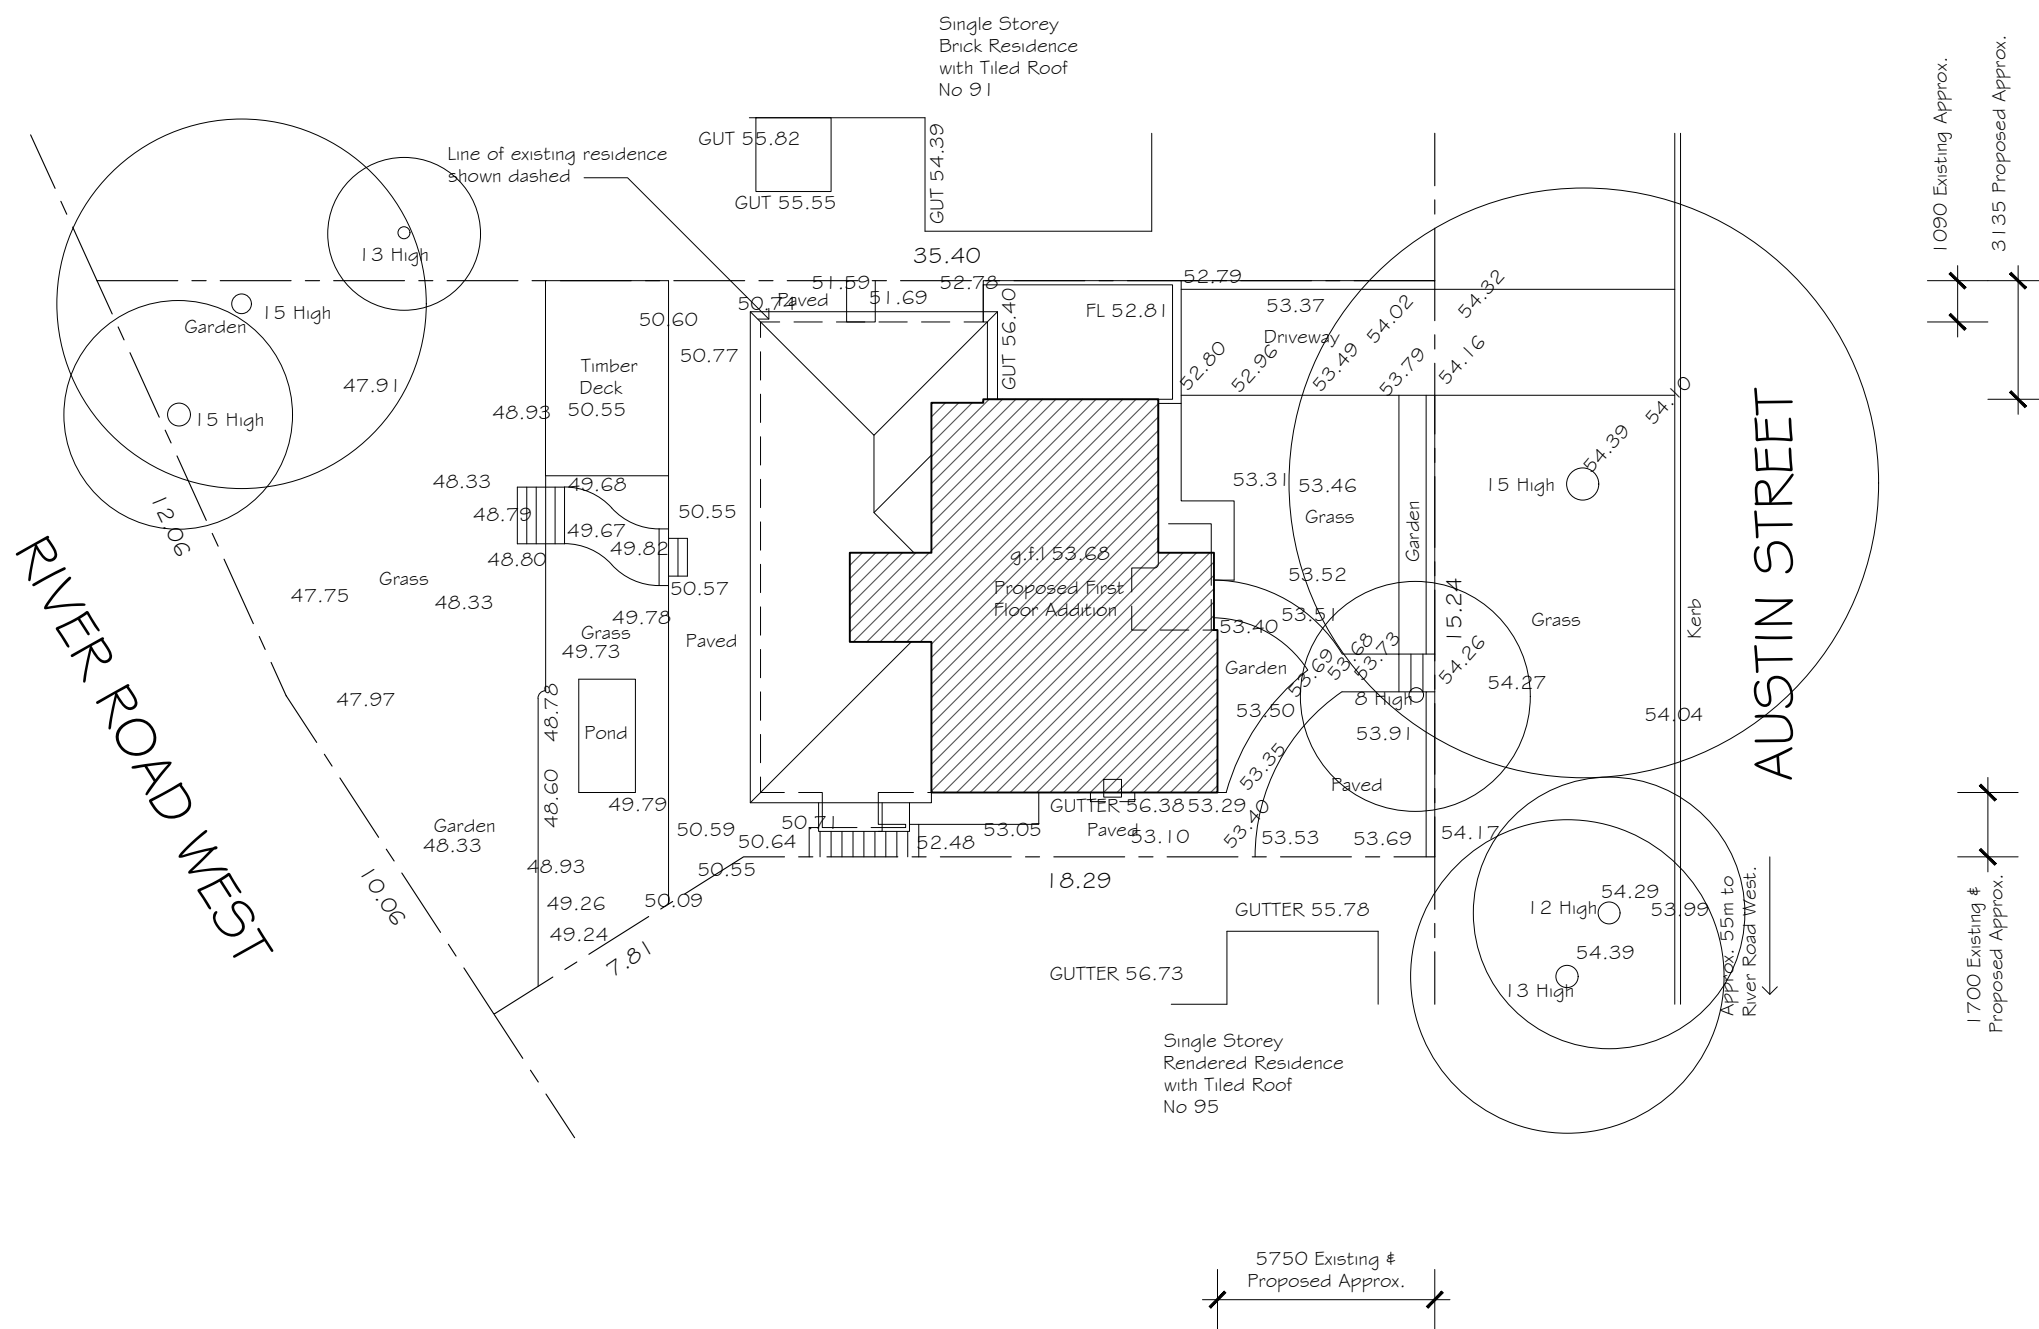 Single Storey
Brick Residence
with Tiled Roof
No 91
1090 Existing Approx.
3135 Proposed Approx.
GUT 55.82
GUT 54.39
Line of existing residence
shown dashed
GUT 55.55
35.40
13 High
15 High
Garden
15 High
47.91
51.59
52.78
52.79
50.74
Paved
51.69
50.60
50.77
GUT 56.40
FL 52.81
53.37
Driveway
54.02
54.32
52.80
52.96
53.49
53.79
54.16
54.10
Timber
Deck
50.55
48.93
48.33
49.68
48.79
49.67
49.82
48.80
50.55
50.57
12.06
Grass
47.75
48.33
49.78
Grass
49.73
Paved
47.97
48.78
Pond
48.60
49.79
RIVER ROAD WEST
g.f.l 53.68
Proposed First
Floor Addition
53.31
53.46
Grass
Garden
15 High
54.39
53.52
53.51
53.40
Garden
53.69
53.68
53.73
15.24
54.26
Grass
Kerb
AUSTIN STREET
8 High
54.27
53.50
53.91
54.04
53.35
Paved
Garden
48.33
48.93
49.26
49.24
50.09
7.81
10.06
50.59
50.64
50.71
50.55
52.48
53.05
GUTTER 56.38
53.29
Paved
53.10
53.40
53.53
53.69
54.17
18.29
GUTTER 55.78
GUTTER 56.73
12 High
54.29
53.99
54.39
13 High
Approx. 55m to
River Road West.
1700 Existing &
Proposed Approx.
Single Storey
Rendered Residence
with Tiled Roof
No 95
5750 Existing &
Proposed Approx.